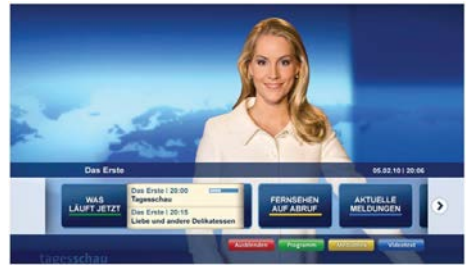 Das Erste
05.02.10 | 20:06
WAS
LÄUFT JETZT
Das Erste | 20:00
Tagesschau
Das Erste | 20:15
Liebe und andere Delikatessen
FERNSEHEN
AUF ABRUF
AKTUELLE
MELDUNGEN
Ausblenden
Programm
Mediathek
Videotext
tagesschau